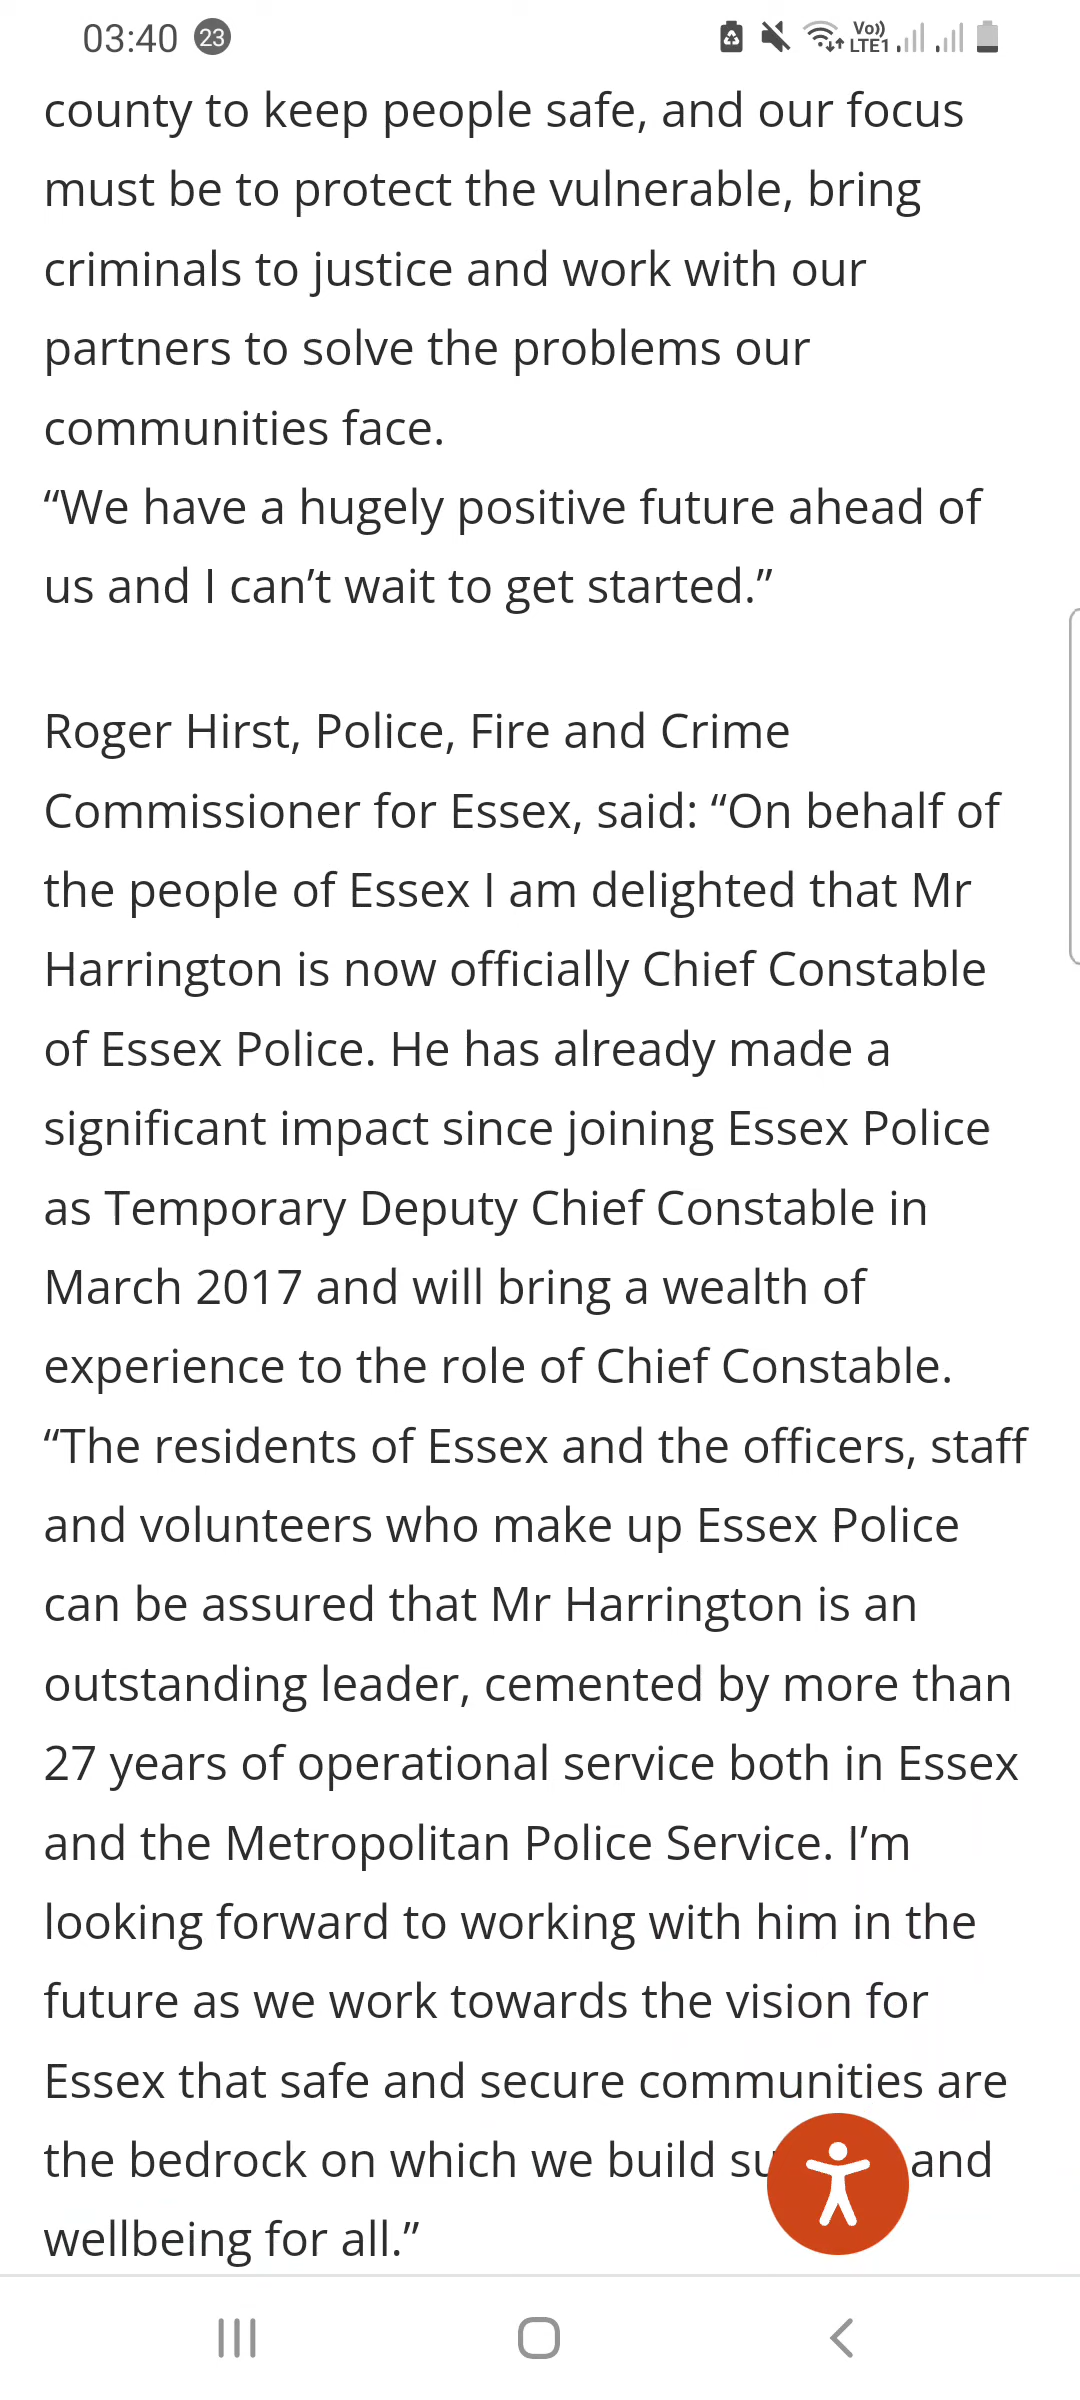 03:40 23 Vo)) LTE1
county to keep people safe, and our focus
must be to protect the vulnerable, bring
criminals to justice and work with our
partners to solve the problems our
communities face.
“We have a hugely positive future ahead of
us and I can’t wait to get started.”
Roger Hirst, Police, Fire and Crime
Commissioner for Essex, said: “On behalf of
the people of Essex I am delighted that Mr
Harrington is now officially Chief Constable
of Essex Police. He has already made a
significant impact since joining Essex Police
as Temporary Deputy Chief Constable in
March 2017 and will bring a wealth of
experience to the role of Chief Constable.
“The residents of Essex and the officers, staff
and volunteers who make up Essex Police
can be assured that Mr Harrington is an
outstanding leader, cemented by more than
27 years of operational service both in Essex
and the Metropolitan Police Service. I’m
looking forward to working with him in the
future as we work towards the vision for
Essex that safe and secure communities are
the bedrock on which we build and
wellbeing for all.”